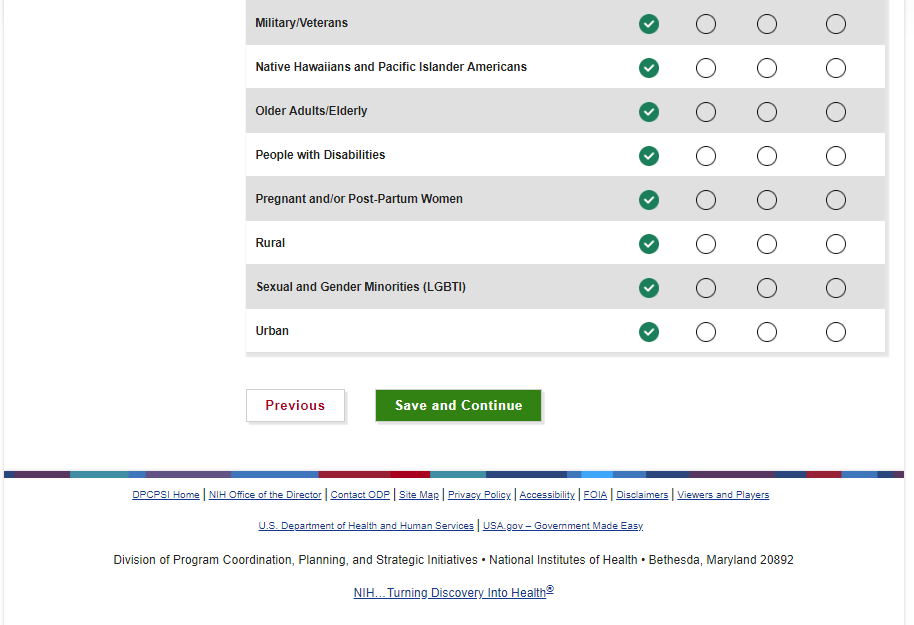 Military/Veterans
Native Hawaiians and Pacific Islander Americans
Older Adults/Elderly
People with Disabilities
Pregnant and/or Post-Partum Women
Rural
Sexual and Gender Minorities (LGBTI)
Urban
Previous Save and Continue
DPCPSI Home | NIH Office of the Director | Contact ODP | Site Map | Privacy Policy | Accessibility | FOIA | Disclaimers | Viewers and Players
U.S. Department of Health and Human Services | USA.gov – Government Made Easy
Division of Program Coordination, Planning, and Strategic Initiatives • National Institutes of Health • Bethesda, Maryland 20892
NIH…Turning Discovery Into Health®